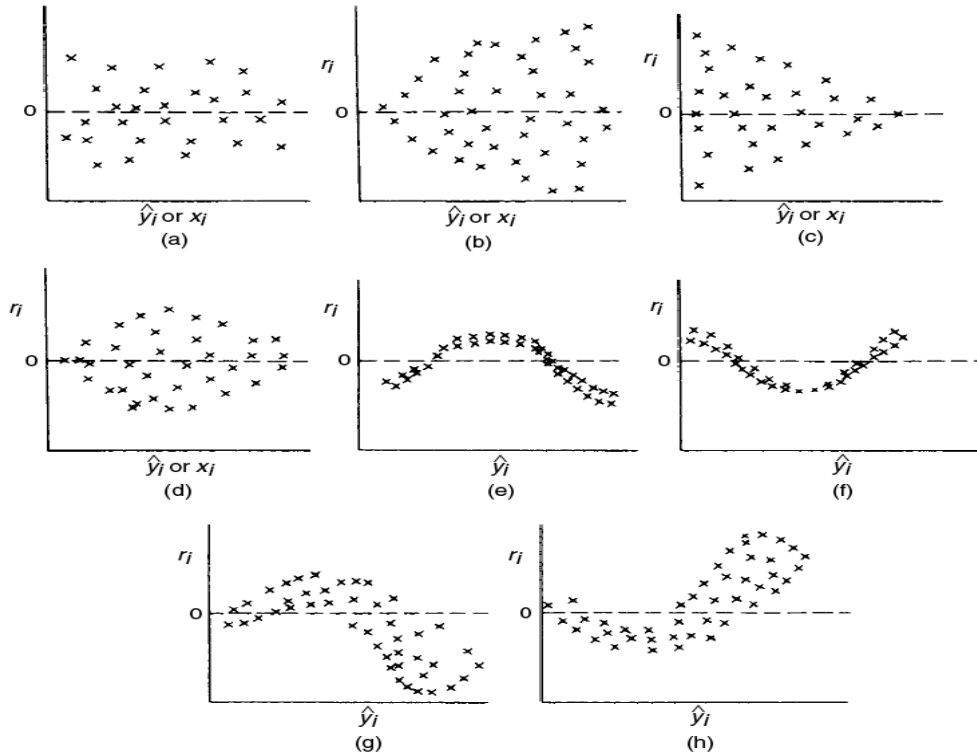 r_i
r_i
0
0
0
ŷ_i or x_i
ŷ_i or x_i
ŷ_i or x_i
(a)
(b)
(c)
r_i
r_i
r_i
0
0
0
ŷ_i or x_i
ŷ_i
ŷ_i
(d)
(e)
(f)
r_i
r_i
0
0
ŷ_i
ŷ_i
(g)
(h)